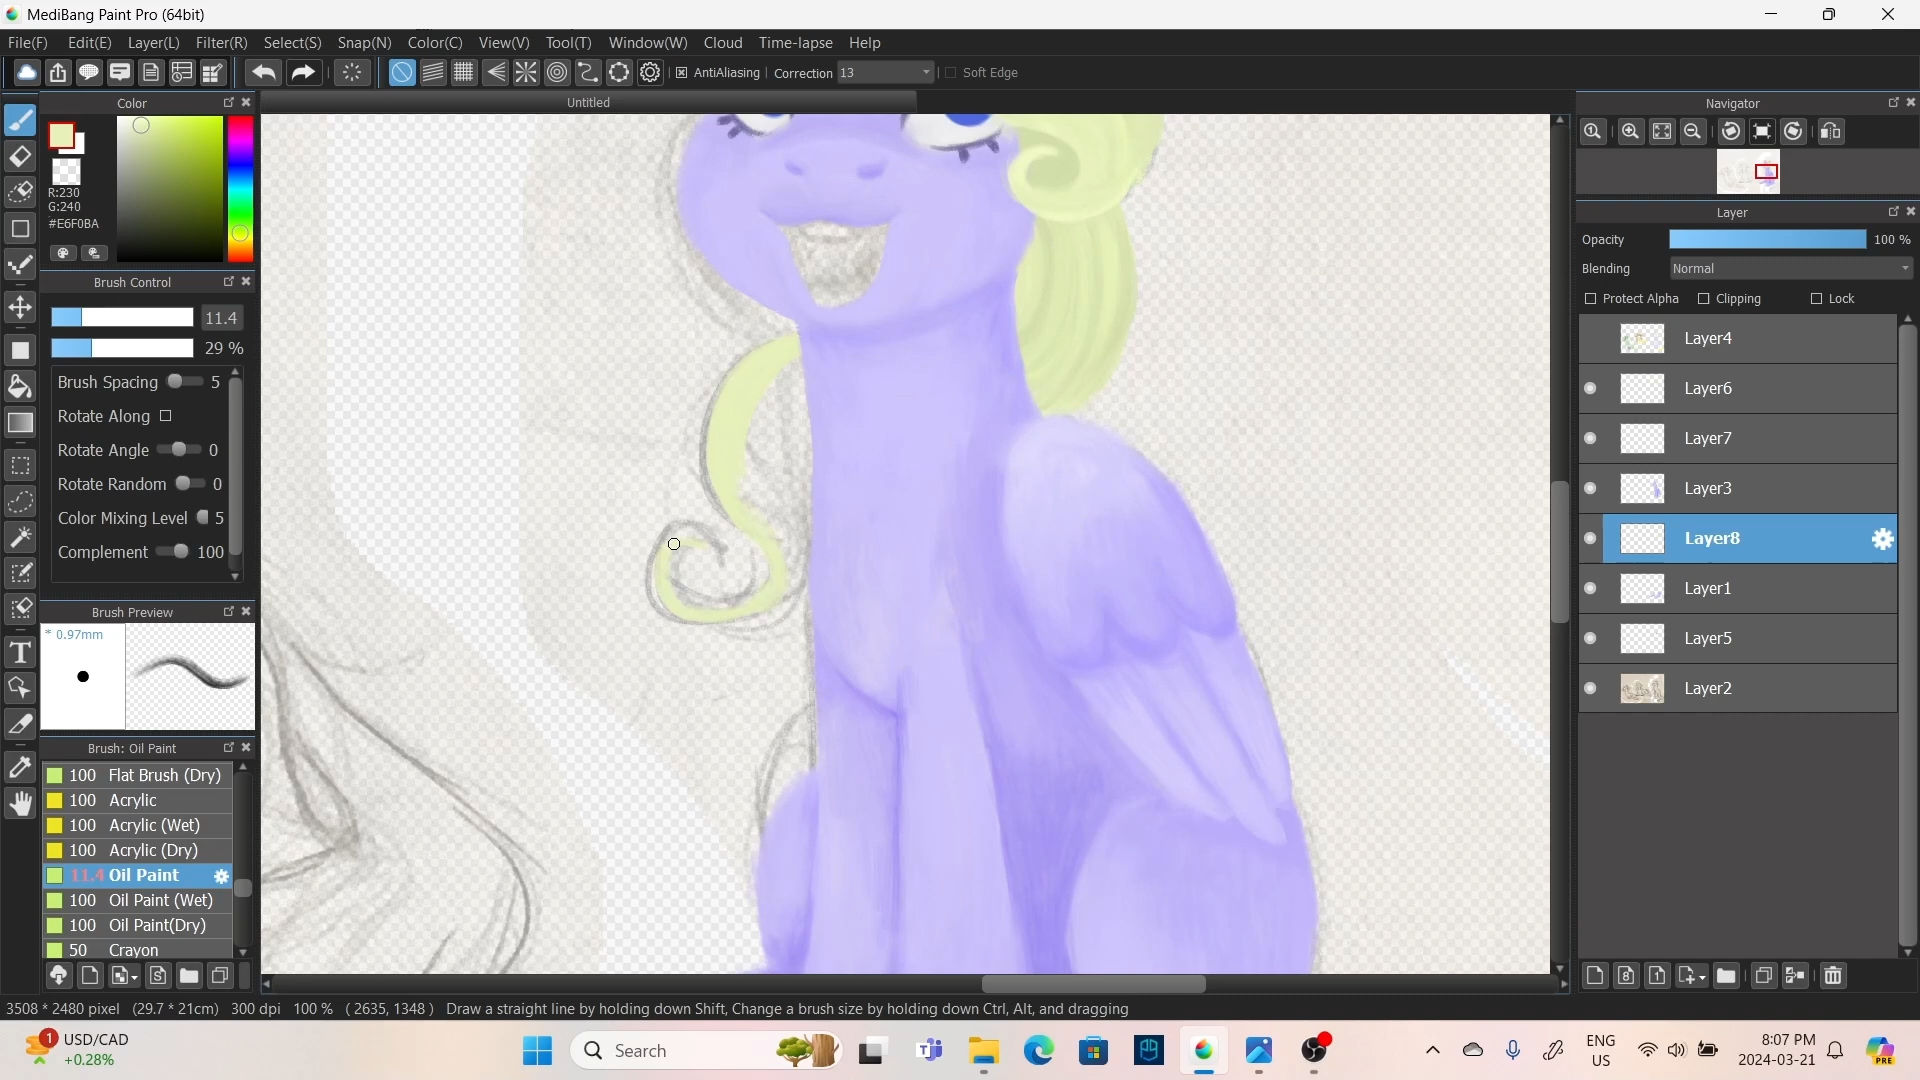 MediBang Paint Pro (64bit)
File(F) Edit(E) Layer(L) Filter(R) Select(S) Snap(N) Color(C) View(V) Tool(T) Window(W) Cloud Time-lapse Help
AntiAliasing Correction 13 Soft Edge
Color
Untitled
Navigator
R:230
G:240
#E6F0BA
Brush Control
11.4
29 %
Brush Spacing 5
Rotate Along
Rotate Angle 0
Rotate Random 0
Color Mixing Level 5
Complement 100
Brush Preview
* 0.97mm
Brush: Oil Paint
100 Flat Brush (Dry)
100 Acrylic
100 Acrylic (Wet)
100 Acrylic (Dry)
11.4 Oil Paint
100 Oil Paint (Wet)
100 Oil Paint(Dry)
50 Crayon
Layer
Opacity 100 %
Blending Normal
Protect Alpha Clipping Lock
Layer4
Layer6
Layer7
Layer3
Layer8
Layer1
Layer5
Layer2
3508 * 2480 pixel (29.7 * 21cm) 300 dpi 100 % ( 2635, 1348 ) Draw a straight line by holding down Shift, Change a brush size by holding down Ctrl, Alt, and dragging
1
USD/CAD
+0.28%
Search
ENG
US
8:07 PM
2024-03-21
PRE